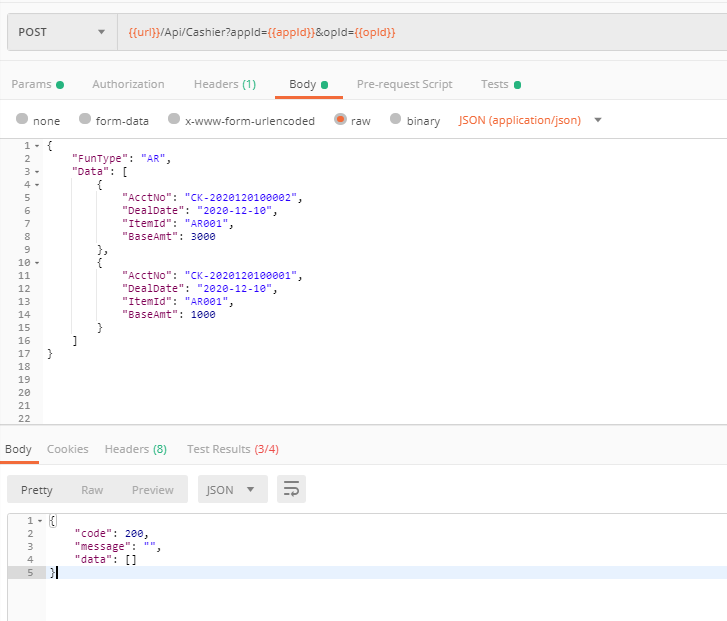 POST {{url}}/Api/Cashier?appId={{appId}}&opId={{opId}}
Params Authorization Headers (1) Body Pre-request Script Tests
none form-data x-www-form-urlencoded raw binary JSON (application/json)
1 {
2 "FunType": "AR",
3 "Data": [
4 {
5 "AcctNo": "CK-2020120100002",
6 "DealDate": "2020-12-10",
7 "ItemId": "AR001",
8 "BaseAmt": 3000
9 },
10 {
11 "AcctNo": "CK-2020120100001",
12 "DealDate": "2020-12-10",
13 "ItemId": "AR001",
14 "BaseAmt": 1000
15 }
16 ]
17 }
18
19
20
21
22
Body Cookies Headers (8) Test Results (3/4)
Pretty Raw Preview JSON
1 {
2 "code": 200,
3 "message": "",
4 "data": []
5 }